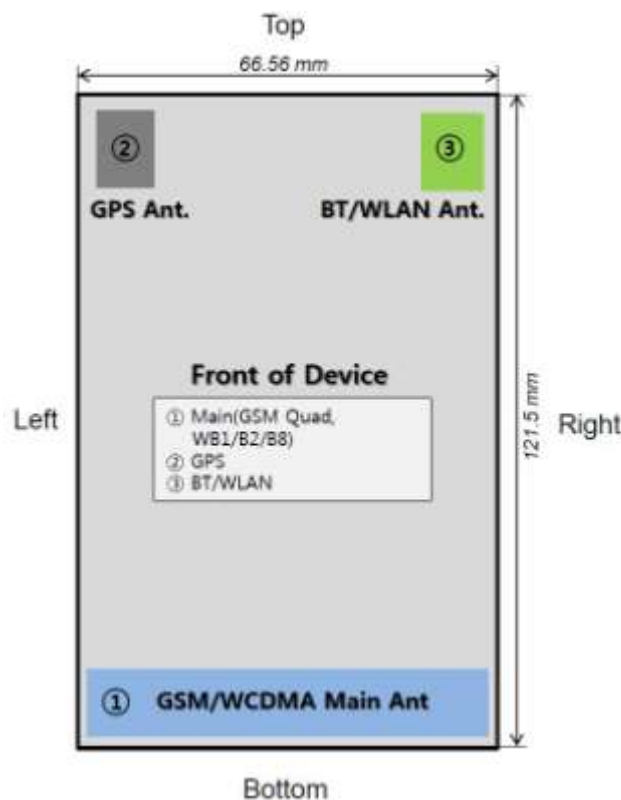 Top
66.56 mm
② ③
GPS Ant. BT/WLAN Ant.
Front of Device
① Main(GSM Quad,
WB1/B2/B8)
② GPS
③ BT/WLAN
Left
121.5 mm
Right
① GSM/WCDMA Main Ant
Bottom